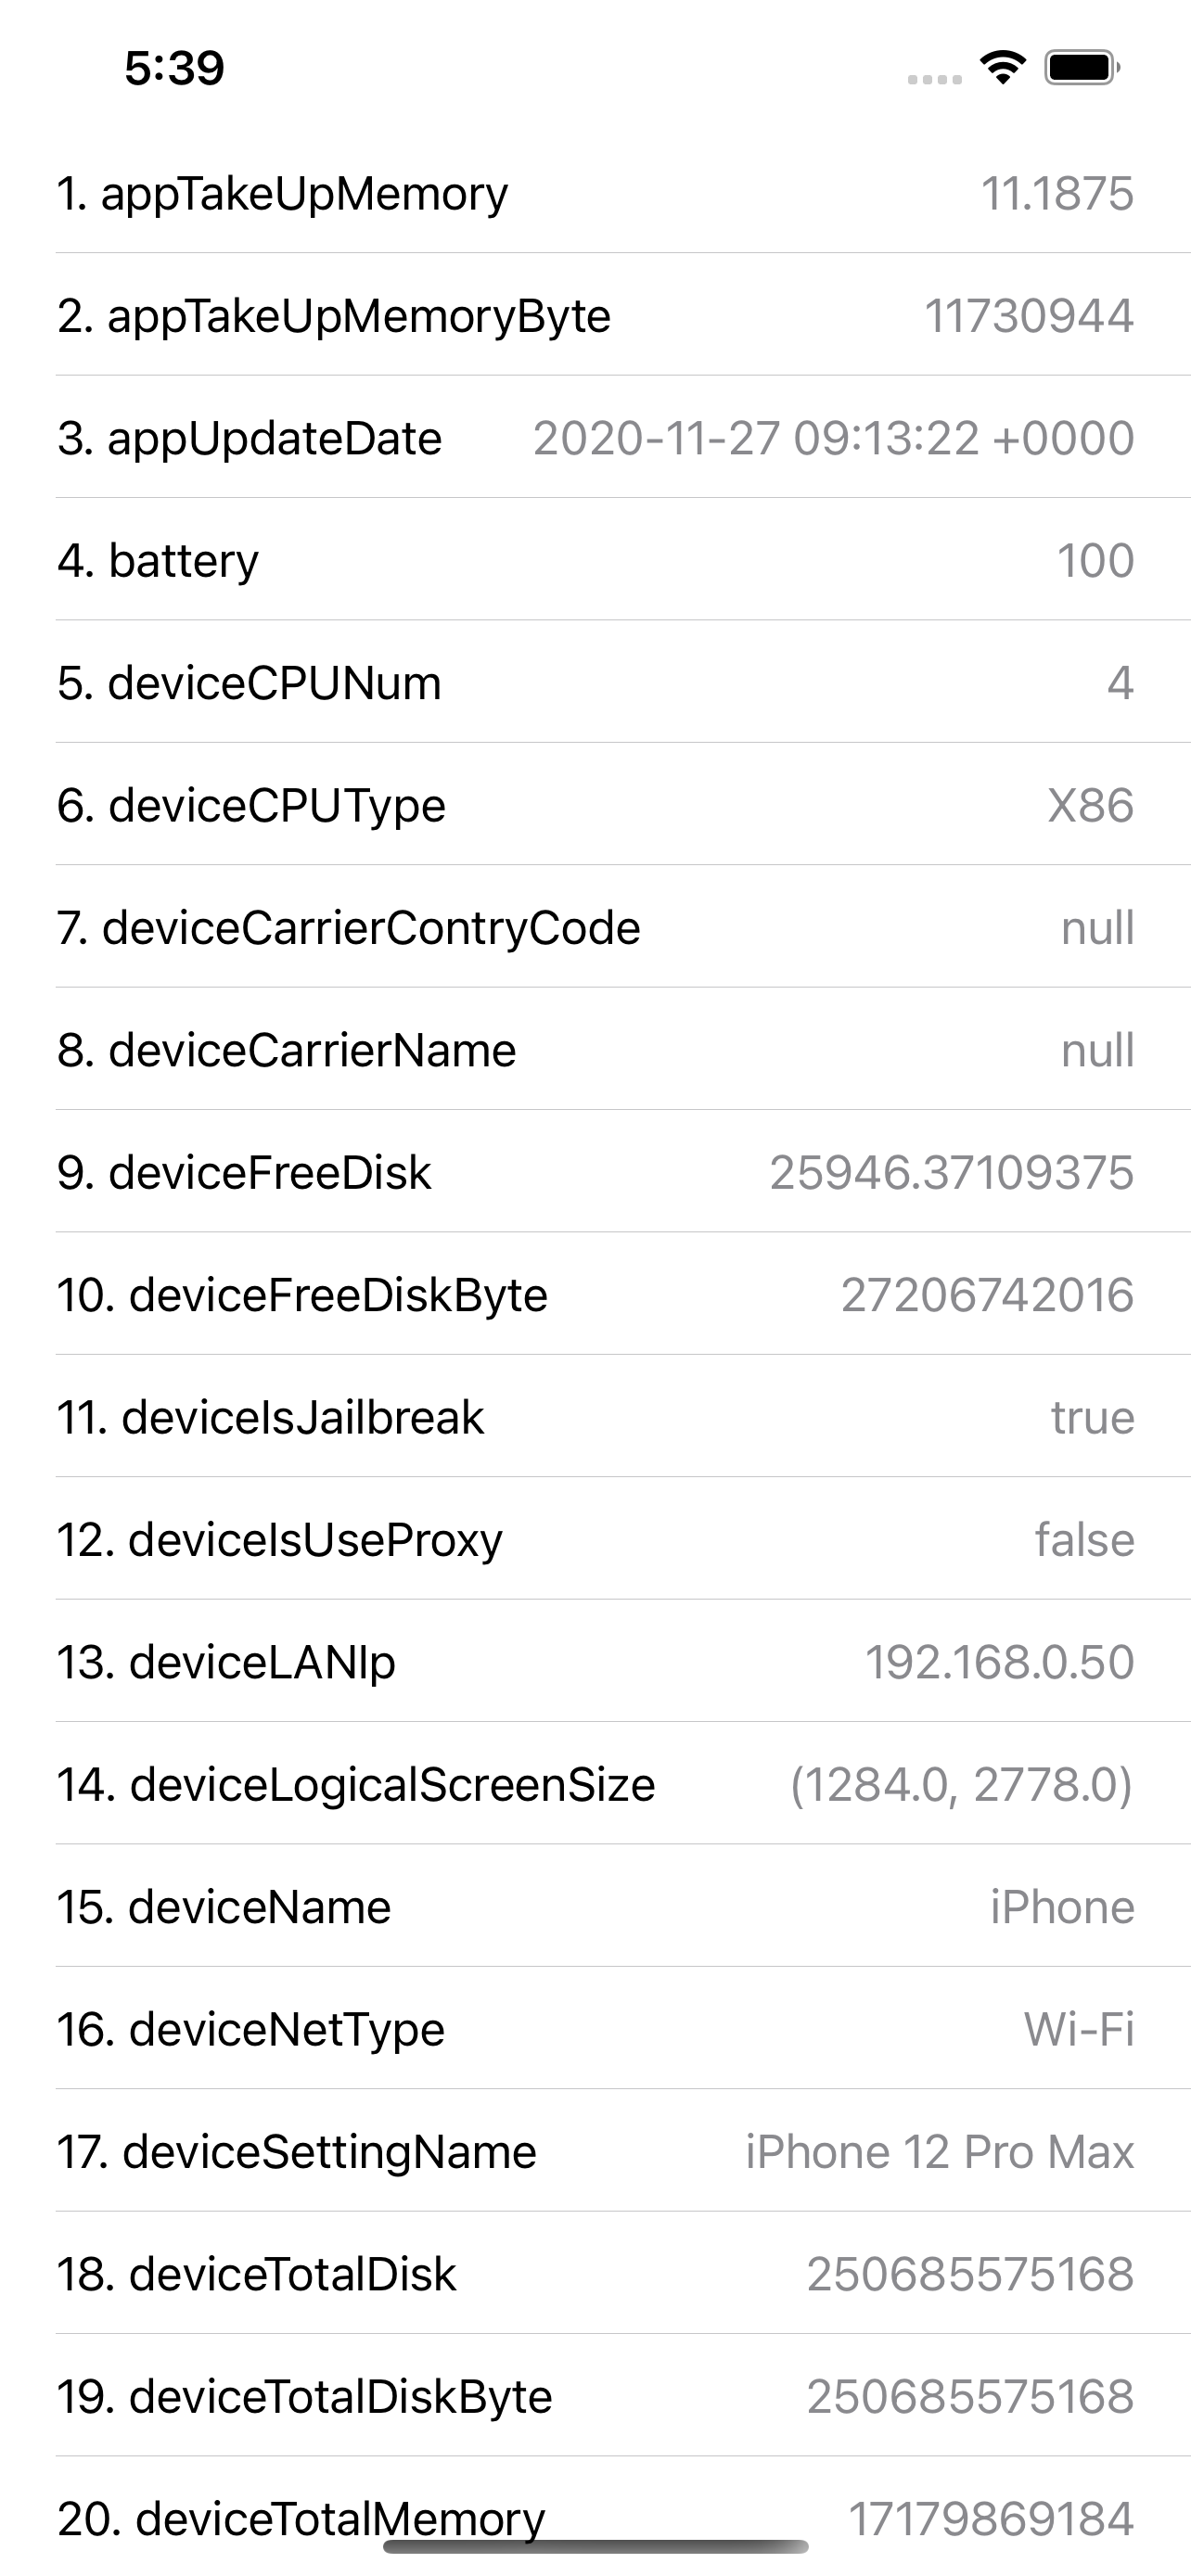 5:39
1. appTakeUpMemory 11.1875
2. appTakeUpMemoryByte 11730944
3. appUpdateDate 2020-11-27 09:13:22 +0000
4. battery 100
5. deviceCPUNum 4
6. deviceCPUType X86
7. deviceCarrierContryCode null
8. deviceCarrierName null
9. deviceFreeDisk 25946.37109375
10. deviceFreeDiskByte 27206742016
11. deviceIsJailbreak true
12. deviceIsUseProxy false
13. deviceLANIp 192.168.0.50
14. deviceLogicalScreenSize (1284.0, 2778.0)
15. deviceName iPhone
16. deviceNetType Wi-Fi
17. deviceSettingName iPhone 12 Pro Max
18. deviceTotalDisk 250685575168
19. deviceTotalDiskByte 250685575168
20. deviceTotalMemory 17179869184